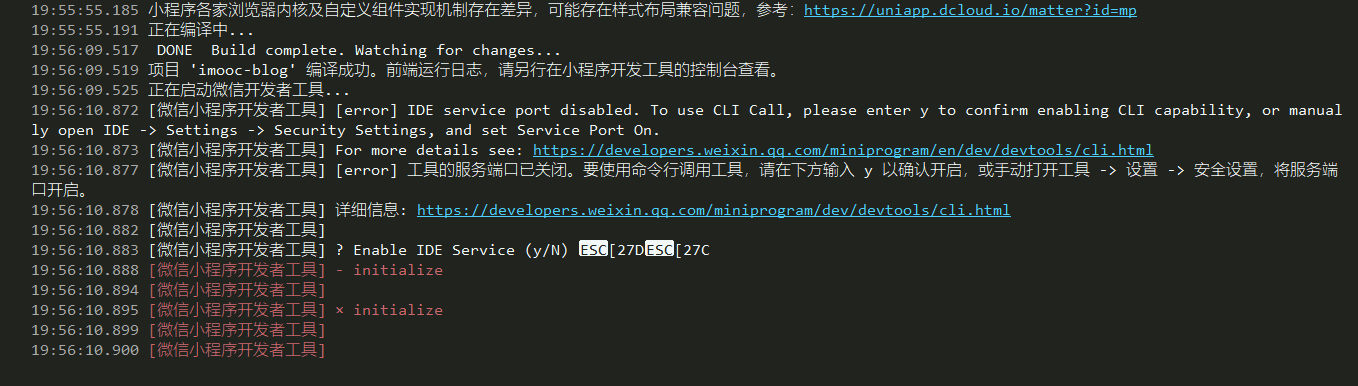 19:55:55.185 小程序各家浏览器内核及自定义组件实现机制存在差异，可能存在样式布局兼容问题，参考：https://uniapp.dcloud.io/matter?id=mp
19:55:55.191 正在编译中...
19:56:09.517  DONE  Build complete. Watching for changes...
19:56:09.519 项目 'imooc-blog' 编译成功。前端运行日志，请另行在小程序开发工具的控制台查看。
19:56:09.525 正在启动微信开发者工具...
19:56:10.872 [微信小程序开发者工具] [error] IDE service port disabled. To use CLI Call, please enter y to confirm enabling CLI capability, or manual
ly open IDE -> Settings -> Security Settings, and set Service Port On.
19:56:10.873 [微信小程序开发者工具] For more details see: https://developers.weixin.qq.com/miniprogram/en/dev/devtools/cli.html
19:56:10.877 [微信小程序开发者工具] [error] 工具的服务端口已关闭。要使用命令行调用工具，请在下方输入 y 以确认开启，或手动打开工具 -> 设置 -> 安全设置，将服务端
口开启。
19:56:10.878 [微信小程序开发者工具] 详细信息: https://developers.weixin.qq.com/miniprogram/dev/devtools/cli.html
19:56:10.882 [微信小程序开发者工具]
19:56:10.883 [微信小程序开发者工具] ? Enable IDE Service (y/N) ESC[27DESC[27C
19:56:10.888 [微信小程序开发者工具] - initialize
19:56:10.894 [微信小程序开发者工具]
19:56:10.895 [微信小程序开发者工具] × initialize
19:56:10.899 [微信小程序开发者工具]
19:56:10.900 [微信小程序开发者工具]